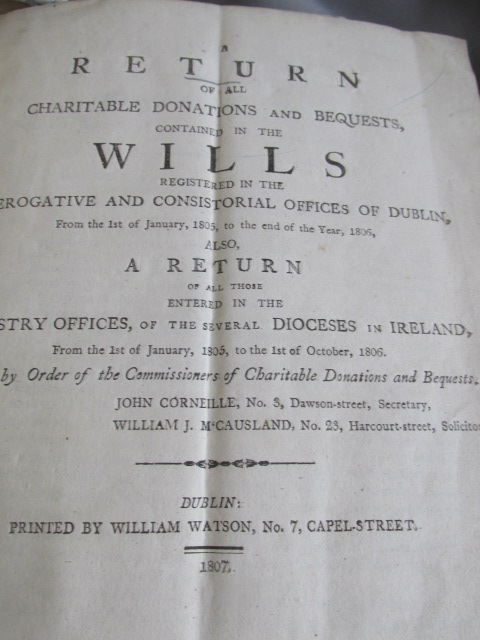 A
RETURN
OF ALL
CHARITABLE DONATIONS AND BEQUESTS,
CONTAINED IN THE
WILLS
REGISTERED IN THE
EROGATIVE AND CONSISTORIAL OFFICES OF DUBLIN,
From the 1st of January, 1805, to the end of the Year, 1806,
ALSO,
A RETURN
OF ALL THOSE
ENTERED IN THE
STRY OFFICES, OF THE SEVERAL DIOCESES IN IRELAND,
From the 1st of January, 1805, to the 1st of October, 1806.
by Order of the Commissioners of Charitable Donations and Bequests.
JOHN CORNEILLE, No. 3, Dawson-street, Secretary,
WILLIAM J. M'CAUSLAND, No. 23, Harcourt-street, Solicito
DUBLIN:
PRINTED BY WILLIAM WATSON, No. 7, CAPEL-STREET.
1807.